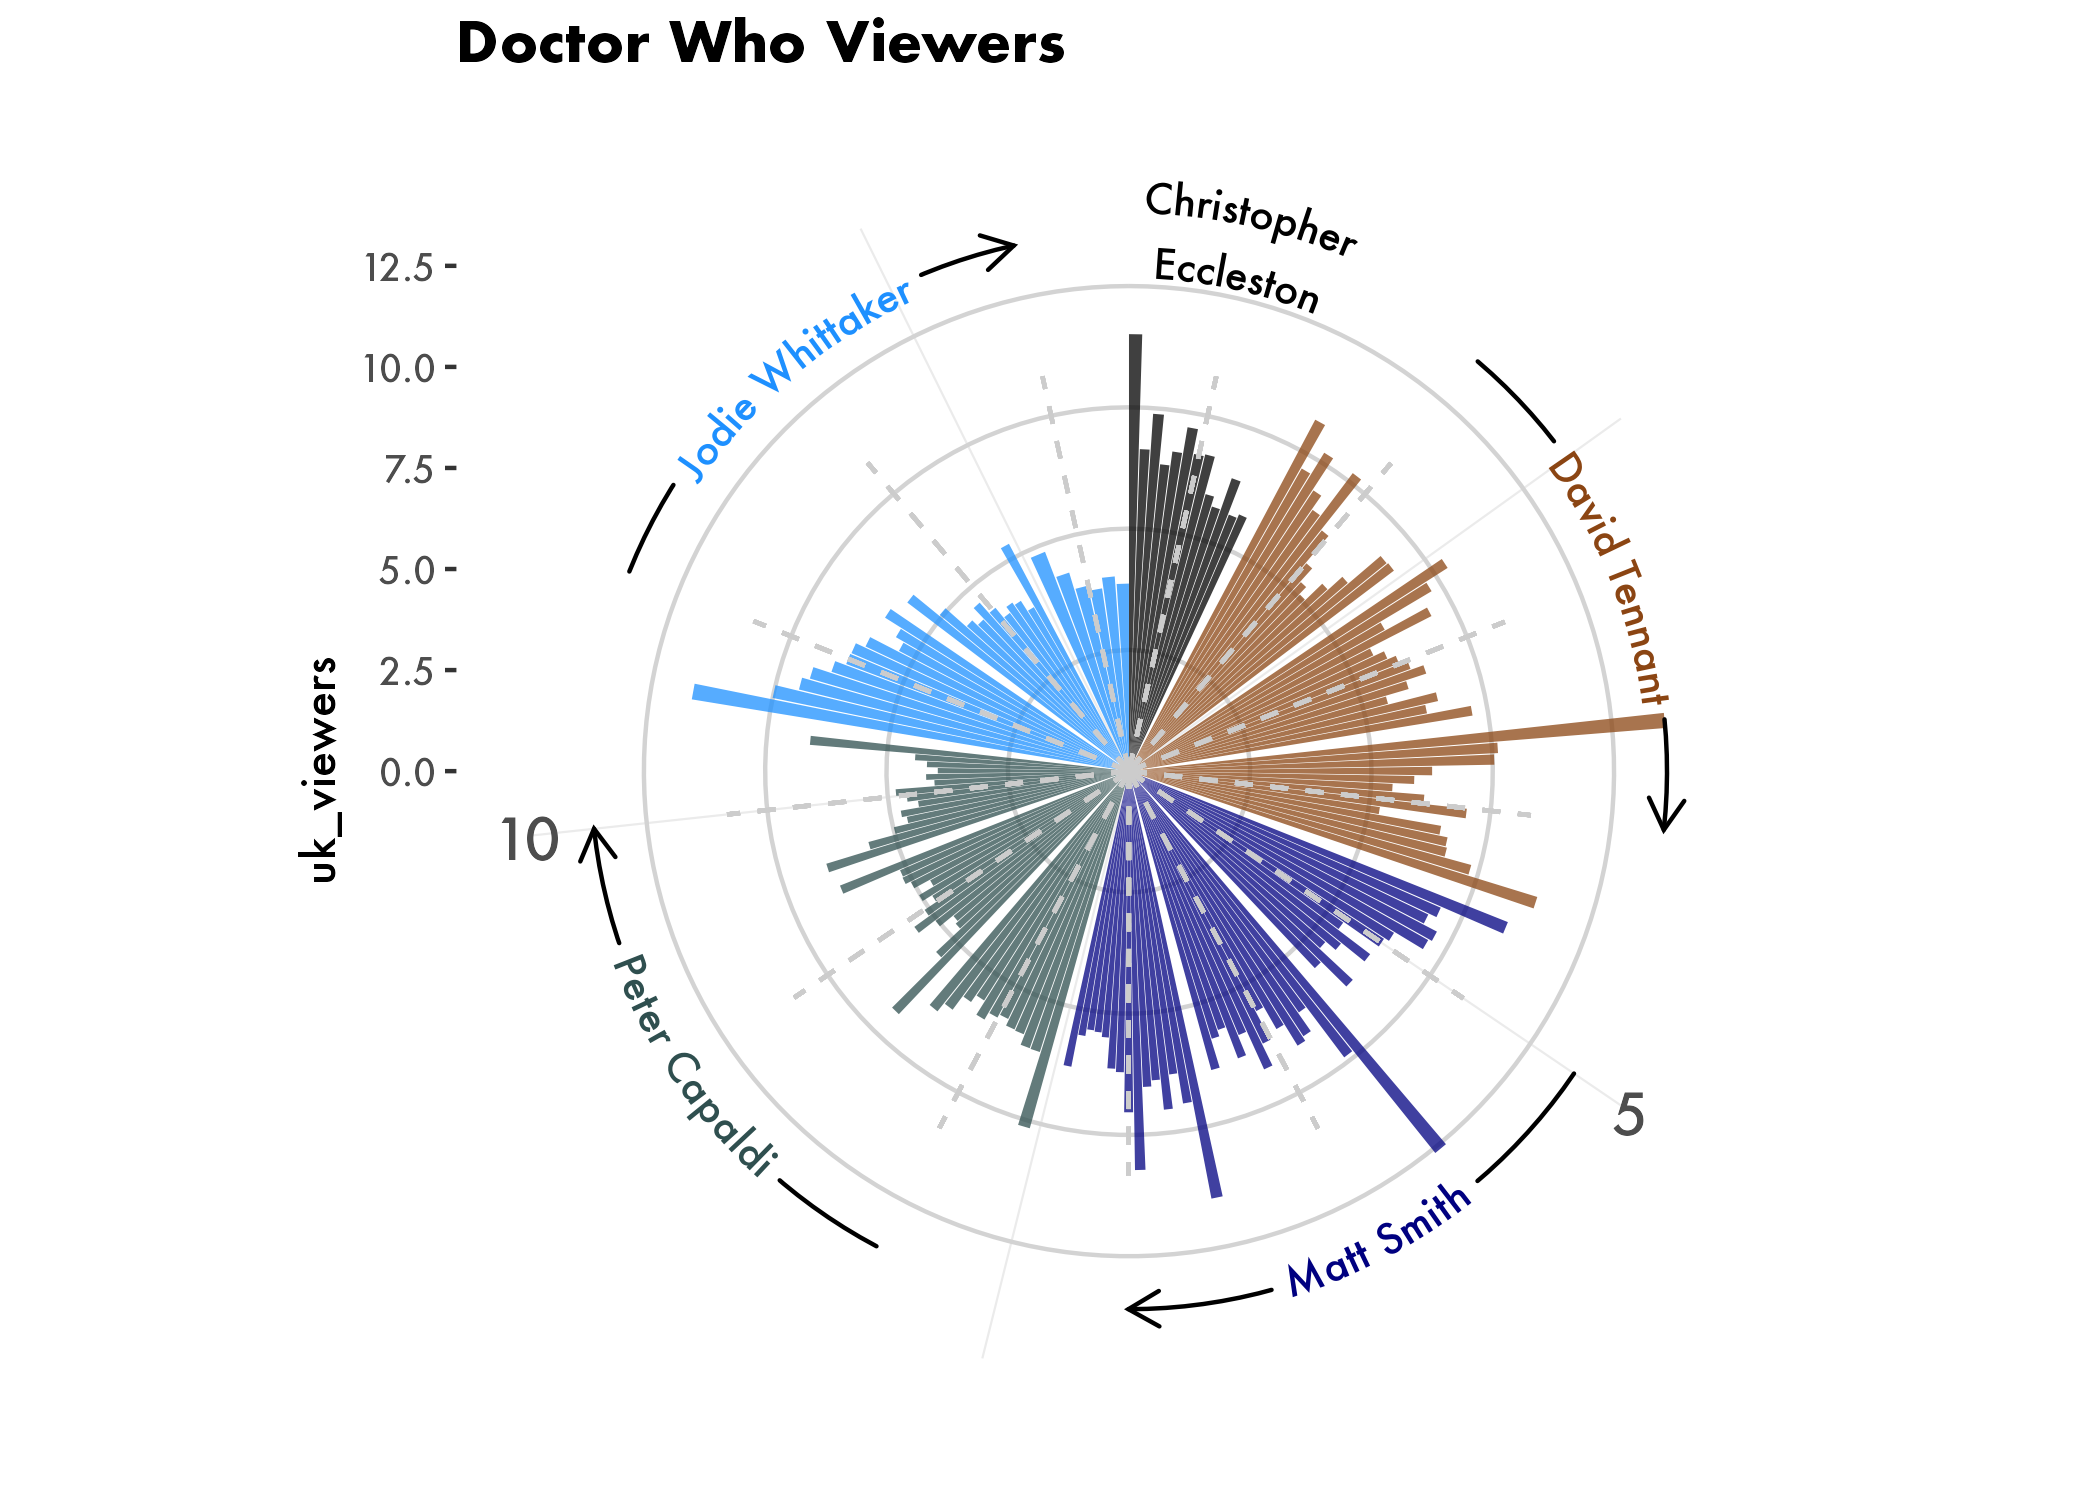 Doctor Who Viewers
Christopher
Eccleston
David Tennant
Matt Smith
Peter Capaldi
Jodie Whittaker
12.5
10.0
7.5
5.0
2.5
0.0
uk_viewers
10
5